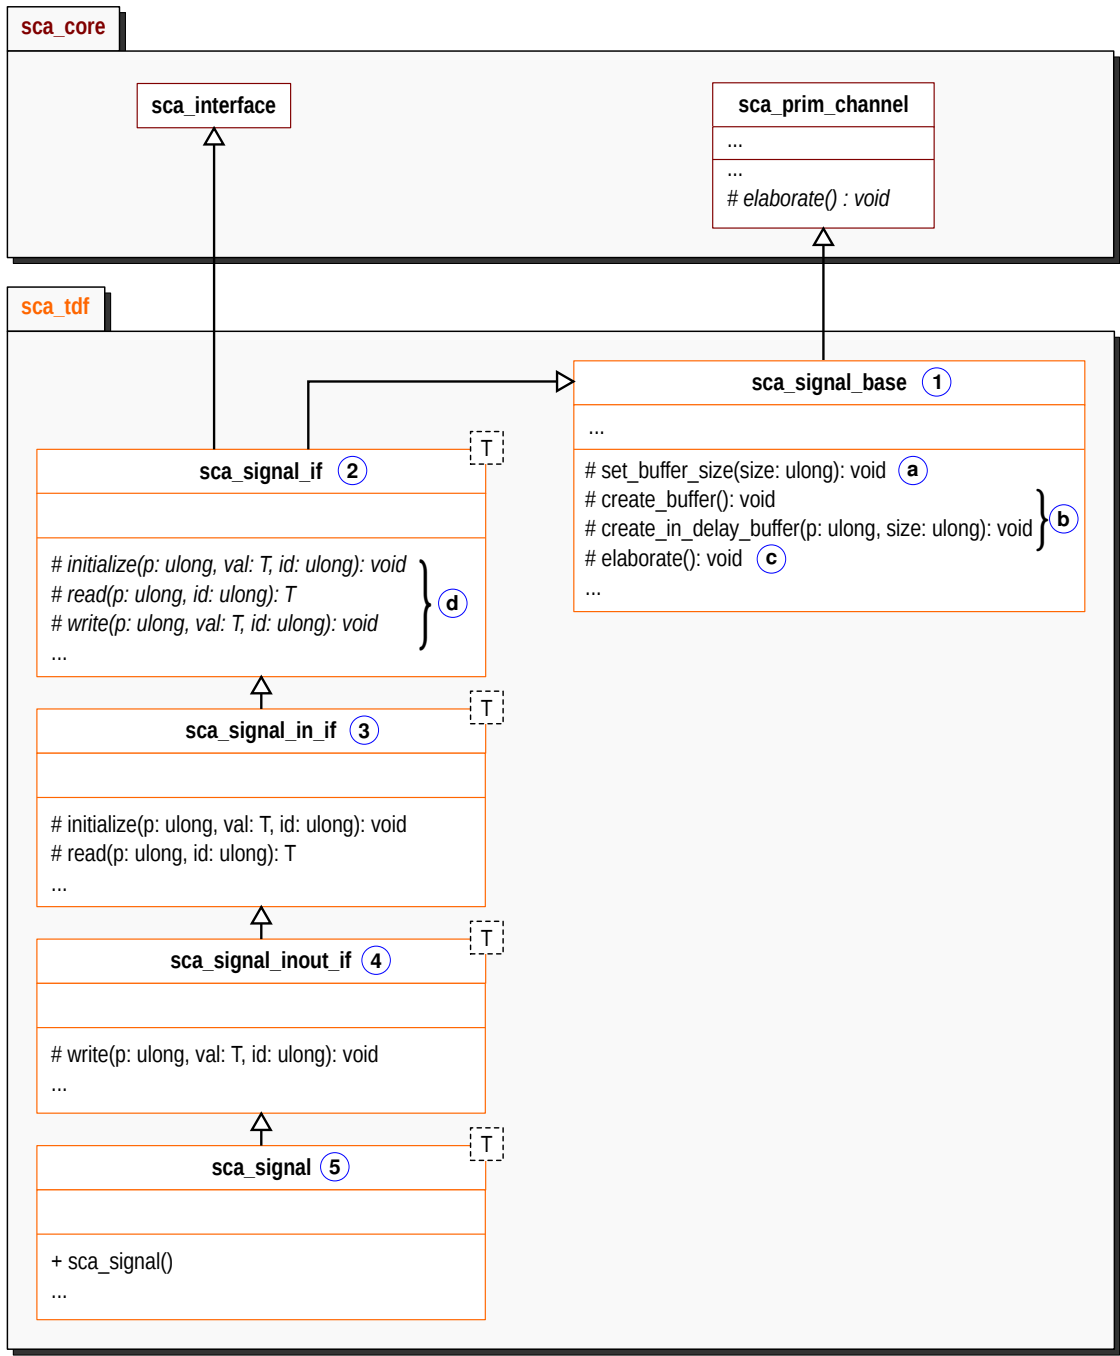 sca_core
sca_interface
sca_prim_channel
...
...
# elaborate() : void
sca_tdf
sca_signal_base 1
...
# set_buffer_size(size: ulong): void a
# create_buffer(): void
# create_in_delay_buffer(p: ulong, size: ulong): void
b
# elaborate(): void c
...
T
sca_signal_if 2
# initialize(p: ulong, val: T, id: ulong): void
# read(p: ulong, id: ulong): T
# write(p: ulong, val: T, id: ulong): void
d
...
T
sca_signal_in_if 3
# initialize(p: ulong, val: T, id: ulong): void
# read(p: ulong, id: ulong): T
...
T
sca_signal_inout_if 4
# write(p: ulong, val: T, id: ulong): void
...
T
sca_signal 5
+ sca_signal()
...